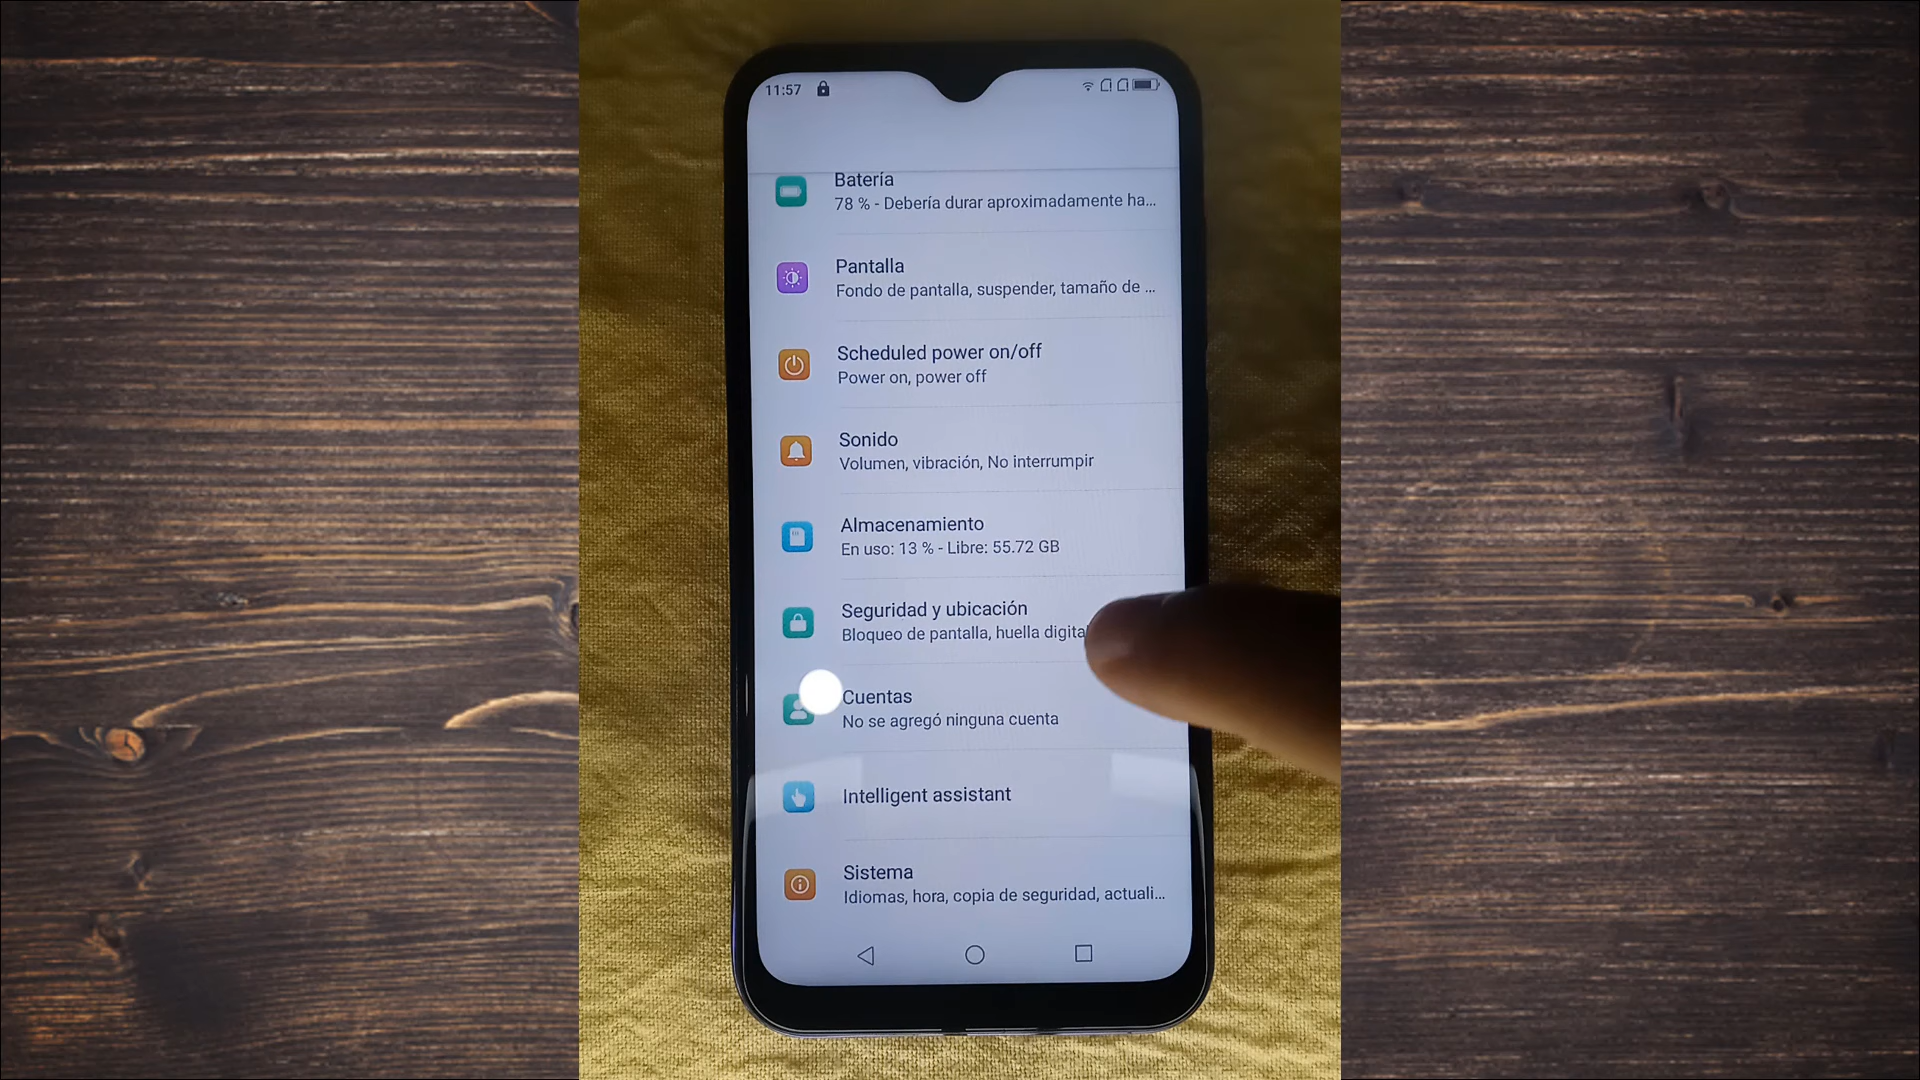 11:57
Batería
78 % - Debería durar aproximadamente ha...
Pantalla
Fondo de pantalla, suspender, tamaño de ...
Scheduled power on/off
Power on, power off
Sonido
Volumen, vibración, No interrumpir
Almacenamiento
En uso: 13 % - Libre: 55.72 GB
Seguridad y ubicación
Bloqueo de pantalla, huella digital
Cuentas
No se agregó ninguna cuenta
Intelligent assistant
Sistema
Idiomas, hora, copia de seguridad, actuali...